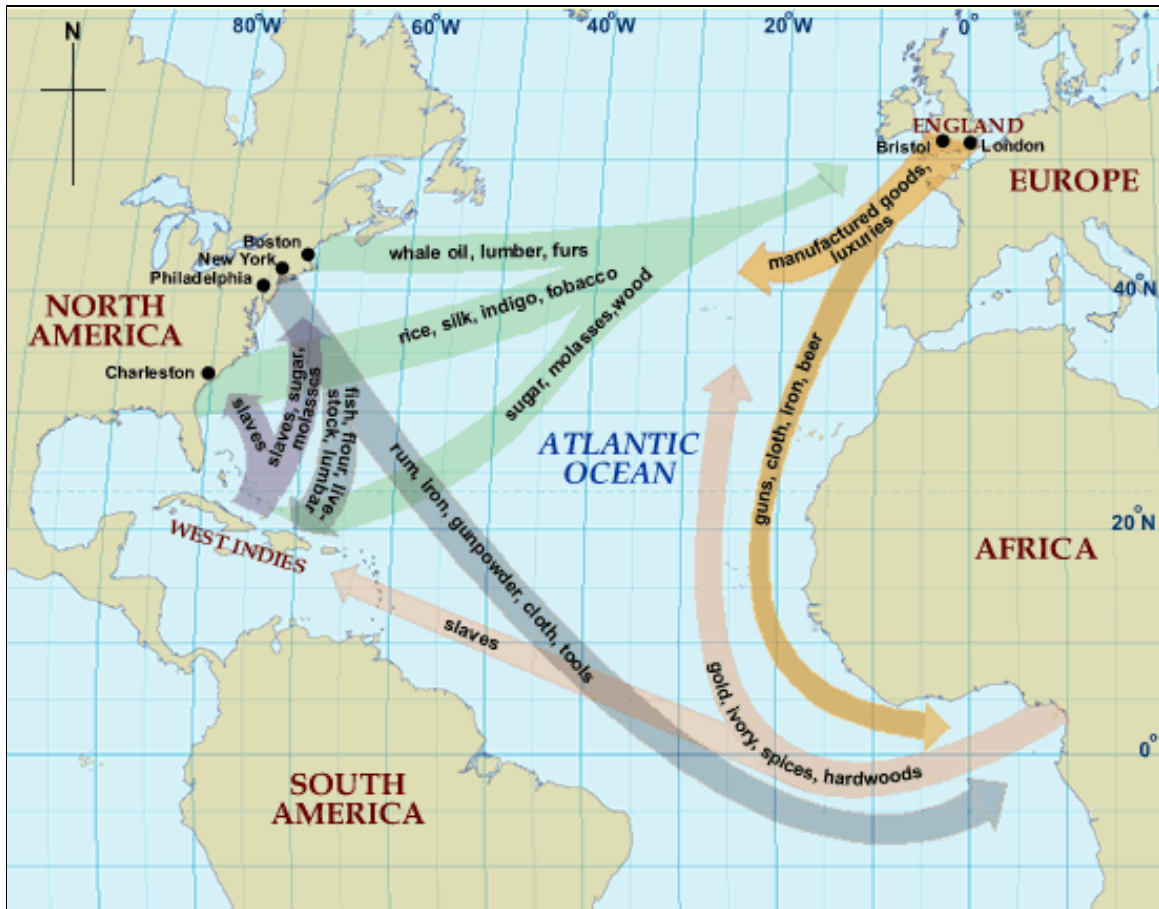 80°W
60°W
40°W
20°W
0°
N
ENGLAND
Bristol
London
EUROPE
manufactured goods,
luxuries
Boston
New York
Philadelphia
whale oil, lumber, furs
40°N
NORTH
AMERICA
rice, silk, indigo, tobacco
sugar, molasses,wood
Charleston
slaves
slaves, sugar,
molasses
fish, flour, live-
stock, lumbar
guns, cloth, iron, beer
ATLANTIC
OCEAN
rum, iron, gunpowder, cloth, tools
20°N
WEST INDIES
AFRICA
slaves
gold, ivory, spices, hardwoods
0°
SOUTH
AMERICA